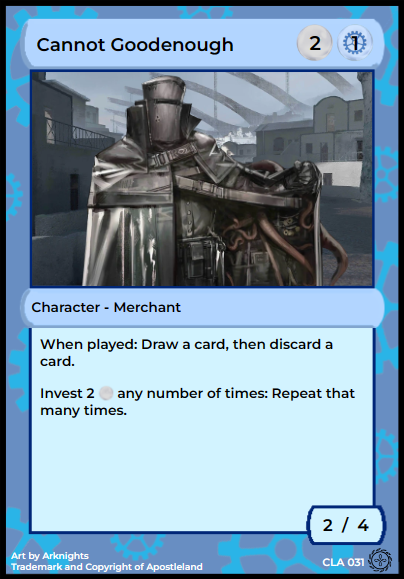 Cannot Goodenough
2
1
Character - Merchant
When played: Draw a card, then discard a
card.
Invest 2 any number of times: Repeat that
many times.
2 / 4
Art by Arknights
Trademark and Copyright of Apostleland
CLA 031